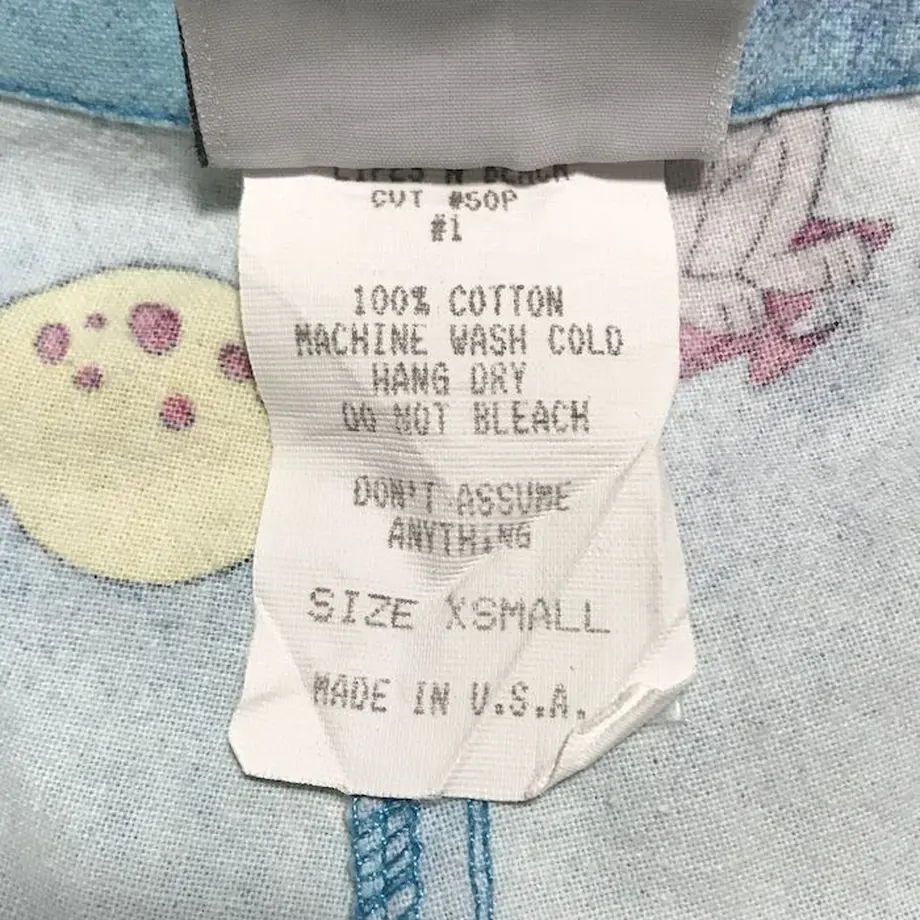 CUT #SOP
#1
100% COTTON
MACHINE WASH COLD
HANG DRY
DO NOT BLEACH
DON'T ASSUME
ANYTHING
SIZE XSMALL
MADE IN U.S.A.